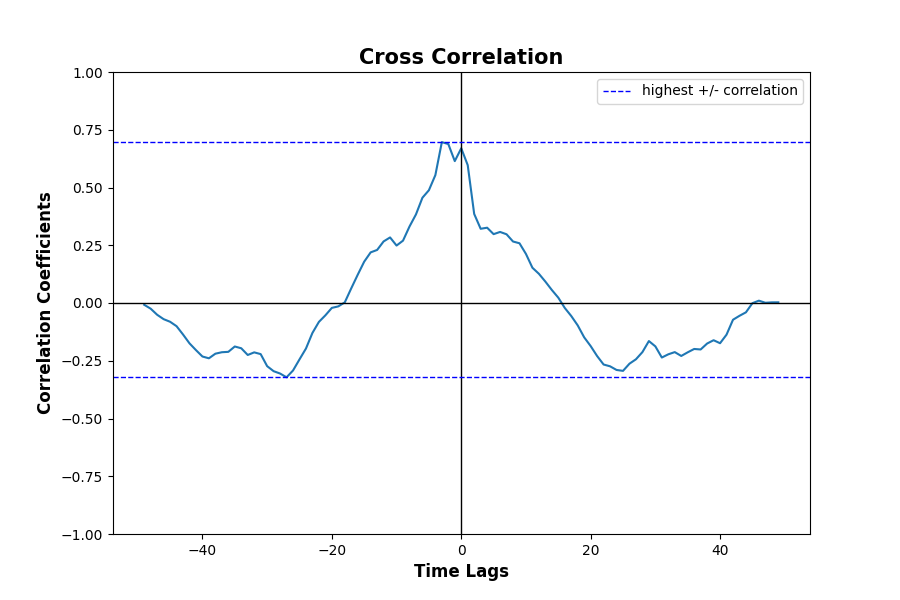 Cross Correlation
highest +/- correlation
1.00
0.75
0.50
0.25
0.00
−0.25
−0.50
−0.75
−1.00
Correlation Coefficients
−40 −20 0 20 40
Time Lags